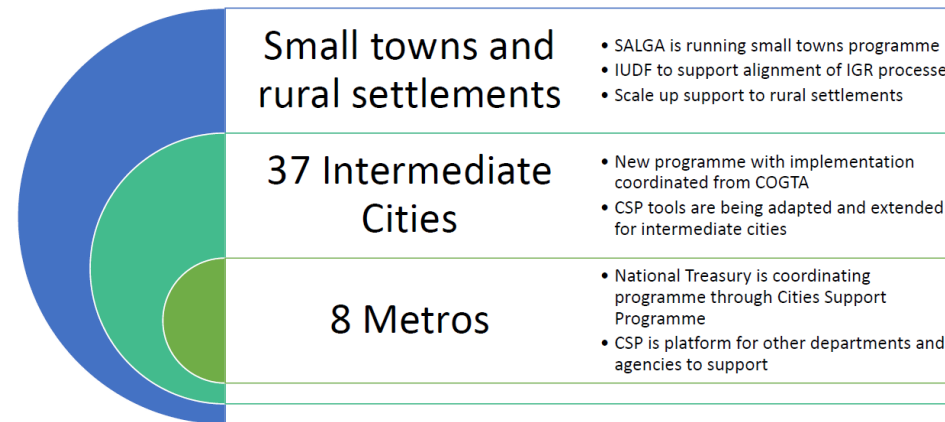 Small towns and
rural settlements
• SALGA is running small towns programme
• IUDF to support alignment of IGR processe
• Scale up support to rural settlements
37 Intermediate
Cities
• New programme with implementation
coordinated from COGTA
• CSP tools are being adapted and extended
for intermediate cities
8 Metros
• National Treasury is coordinating
programme through Cities Support
Programme
• CSP is platform for other departments and
agencies to support